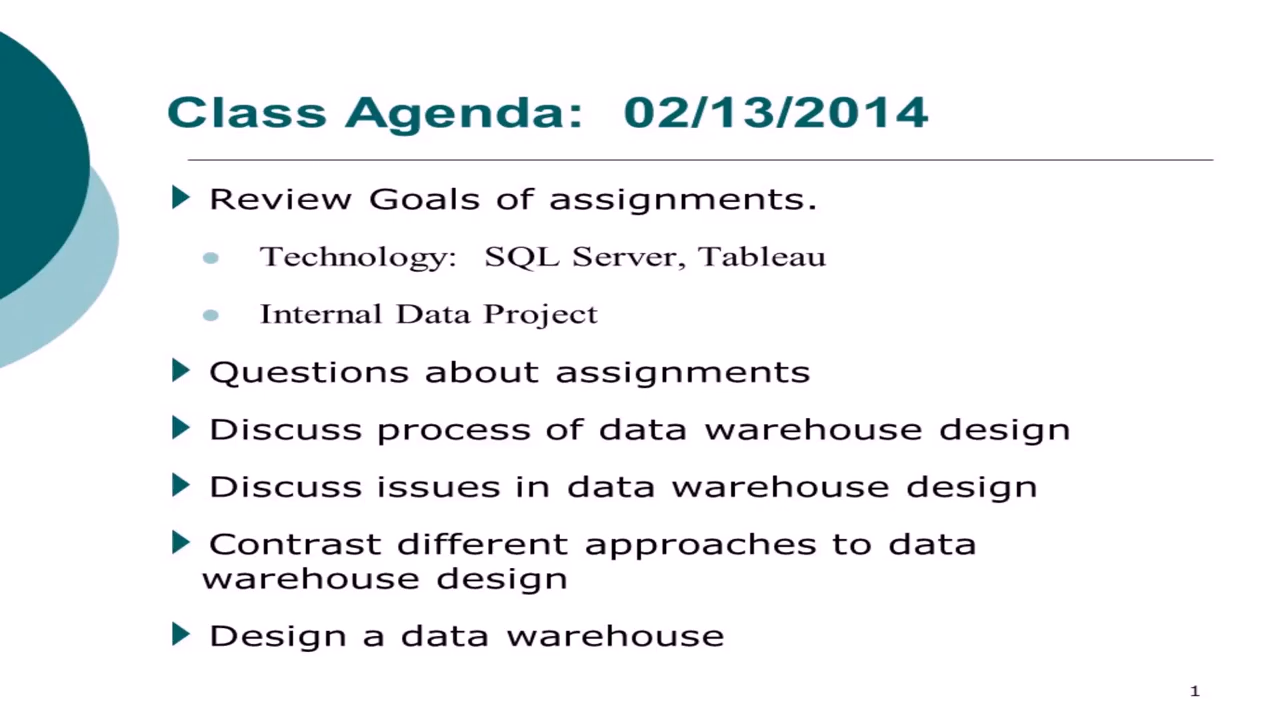 Class Agenda: 02/13/2014
Review Goals of assignments.
Technology: SQL Server, Tableau
Internal Data Project
Questions about assignments
Discuss process of data warehouse design
Discuss issues in data warehouse design
Contrast different approaches to data
warehouse design
Design a data warehouse
1